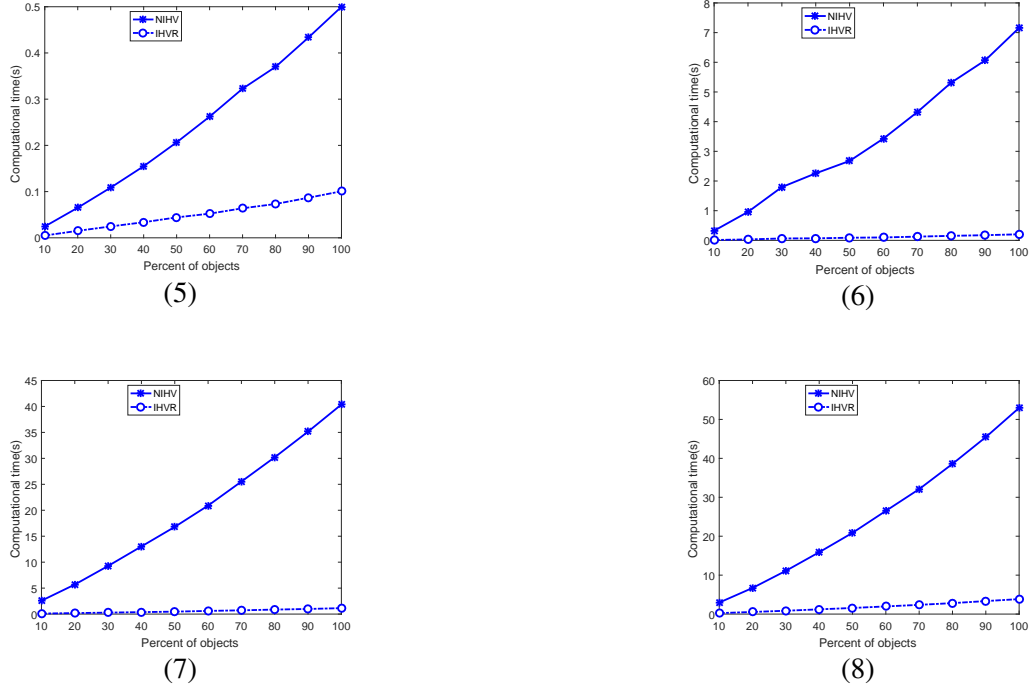 0.5
0.4
0.3
0.2
0.1
0
Computational time(s)
NIHV
IHVR
10 20 30 40 50 60 70 80 90 100
Percent of objects
(5)
8
7
6
5
4
3
2
1
0
Computational time(s)
NIHV
IHVR
10 20 30 40 50 60 70 80 90 100
Percent of objects
(6)
45
40
35
30
25
20
15
10
5
0
Computational time(s)
NIHV
IHVR
10 20 30 40 50 60 70 80 90 100
Percent of objects
(7)
60
50
40
30
20
10
0
Computational time(s)
NIHV
IHVR
10 20 30 40 50 60 70 80 90 100
Percent of objects
(8)